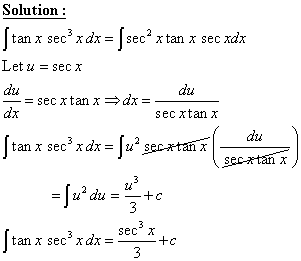 Solution :
∫tan x sec³ x dx = ∫sec² x tan x sec xdx
Let u = sec x
du/dx = sec x tan x ⇒ dx = du/(sec x tan x)
∫tan x sec³ x dx = ∫u² sec x tan x (du/(sec x tan x))
= ∫u² du = u³/3 + c
∫tan x sec³ x dx = sec³ x/3 + c